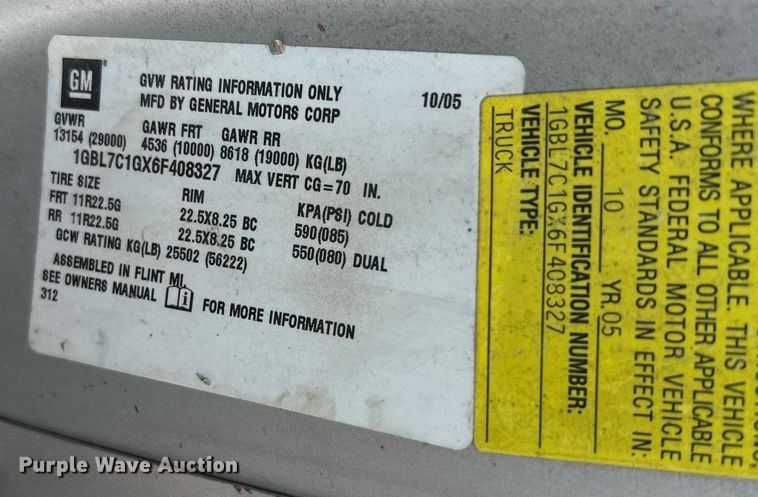 GM
GVW RATING INFORMATION ONLY
MFD BY GENERAL MOTORS CORP
10/05
GVWR GAWR FRT GAWR RR
13154 (29000) 4536 (10000) 8618 (19000) KG(LB)
1GBL7C1GX6F408327 MAX VERT CG=70 IN.
TIRE SIZE RIM KPA(PSI) COLD
FRT 11R22.5G 22.5X8.25 BC 590(085)
RR 11R22.5G 22.5X8.25 BC 550(080) DUAL
GCW RATING KG(LB) 25502 (56222)
ASSEMBLED IN FLINT MI,
SEE OWNERS MANUAL i FOR MORE INFORMATION
312
WHERE APPLICABLE. THIS VEHICLE
CONFORMS TO ALL OTHER APPLICABLE
U.S.A. FEDERAL MOTOR VEHICLE
SAFETY STANDARDS IN EFFECT IN:
MO. 10 YR. 05
VEHICLE IDENTIFICATION NUMBER:
1GBL7C1GX6F408327
VEHICLE TYPE:
TRUCK
Purple Wave Auction